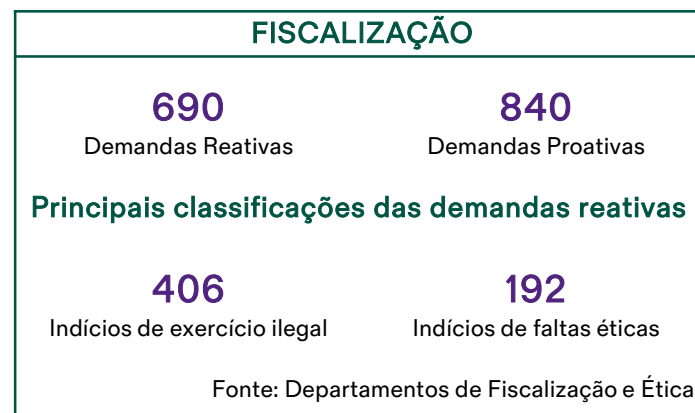 FISCALIZAÇÃO
690
Demandas Reativas
840
Demandas Proativas
Principais classificações das demandas reativas
406
Indícios de exercício ilegal
192
Indícios de faltas éticas
Fonte: Departamentos de Fiscalização e Ética